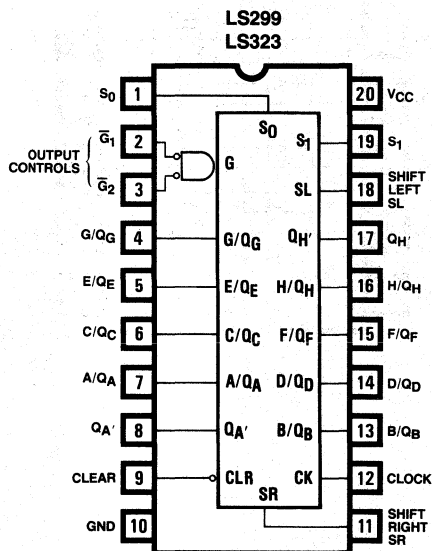 LS299
LS323
S0 1 20 VCC
S0 S1
G̅1 2 19 S1
OUTPUT CONTROLS
G
G̅2 3 SL 18 SHIFT LEFT SL
G/QG 4 G/QG QH' 17 QH'
E/QE 5 E/QE H/QH 16 H/QH
C/QC 6 C/QC F/QF 15 F/QF
A/QA 7 A/QA D/QD 14 D/QD
QA' 8 QA' B/QB 13 B/QB
CLEAR 9 CLR CK 12 CLOCK
SR
GND 10 11 SHIFT RIGHT SR